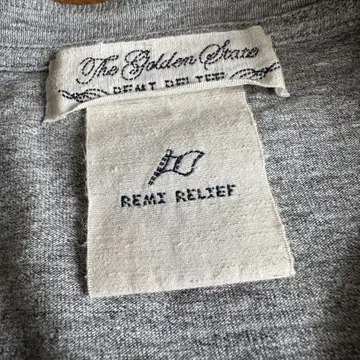 The Golden State
REMI RELIEF
REMI RELIEF